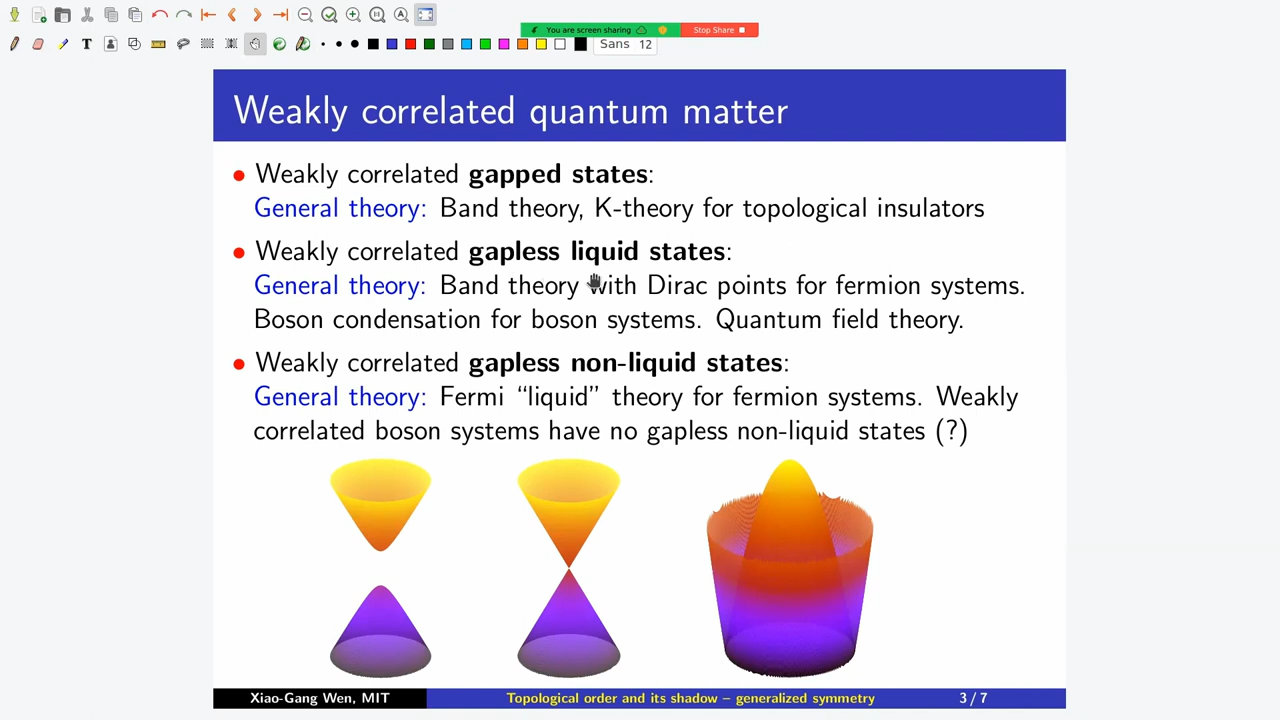 You are screen sharing
Stop Share
Sans 12
Weakly correlated quantum matter
• Weakly correlated gapped states:
General theory: Band theory, K-theory for topological insulators
• Weakly correlated gapless liquid states:
General theory: Band theory with Dirac points for fermion systems.
Boson condensation for boson systems. Quantum field theory.
• Weakly correlated gapless non-liquid states:
General theory: Fermi “liquid” theory for fermion systems. Weakly
correlated boson systems have no gapless non-liquid states (?)
Xiao-Gang Wen, MIT
Topological order and its shadow – generalized symmetry
3 / 7